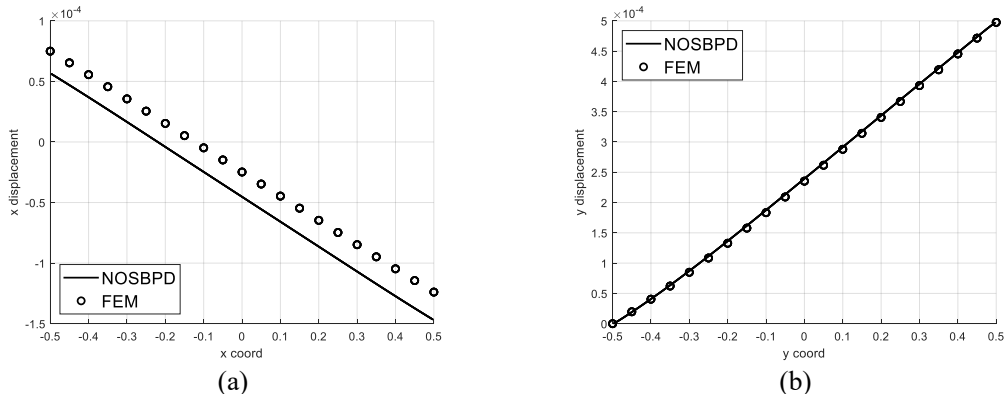 ×10⁻⁴
1
0.5
0
-0.5
-1
-1.5
x displacement
NOSBPD
FEM
-0.5 -0.4 -0.3 -0.2 -0.1 0 0.1 0.2 0.3 0.4 0.5
x coord
(a)
×10⁻⁴
5
4.5
4
3.5
3
2.5
2
1.5
1
0.5
0
y displacement
NOSBPD
FEM
-0.5 -0.4 -0.3 -0.2 -0.1 0 0.1 0.2 0.3 0.4 0.5
y coord
(b)